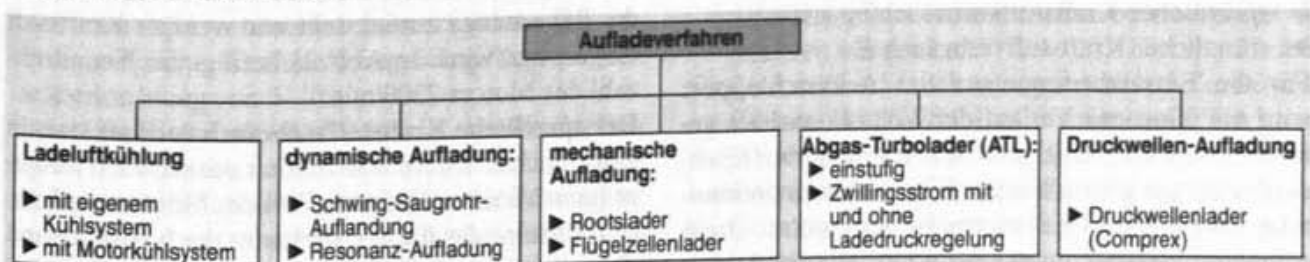 Aufladeverfahren
Ladeluftkühlung
▶ mit eigenem
Kühlsystem
▶ mit Motorkühlsystem
dynamische Aufladung:
▶ Schwing-Saugrohr-
Auflandung
▶ Resonanz-Aufladung
mechanische
Aufladung:
▶ Rootslader
▶ Flügelzellenlader
Abgas-Turbolader (ATL):
▶ einstufig
▶ Zwillingsstrom mit
und ohne
Ladedruckregelung
Druckwellen-Aufladung
▶ Druckwellenlader
(Comprex)